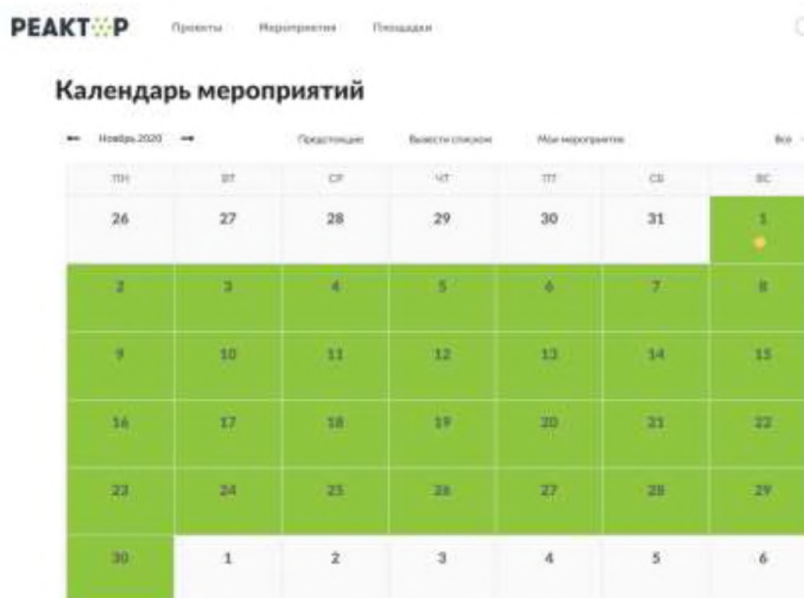 РЕАКТОР Проекты Мероприятия Площадки
Календарь мероприятий
Ноябрь 2020 Предстоящие Вывести списком Мои мероприятия Все
ПН ВТ СР ЧТ ПТ СБ ВС
26 27 28 29 30 31 1
2 3 4 5 6 7 8
9 10 11 12 13 14 15
16 17 18 19 20 21 22
23 24 25 26 27 28 29
30 1 2 3 4 5 6